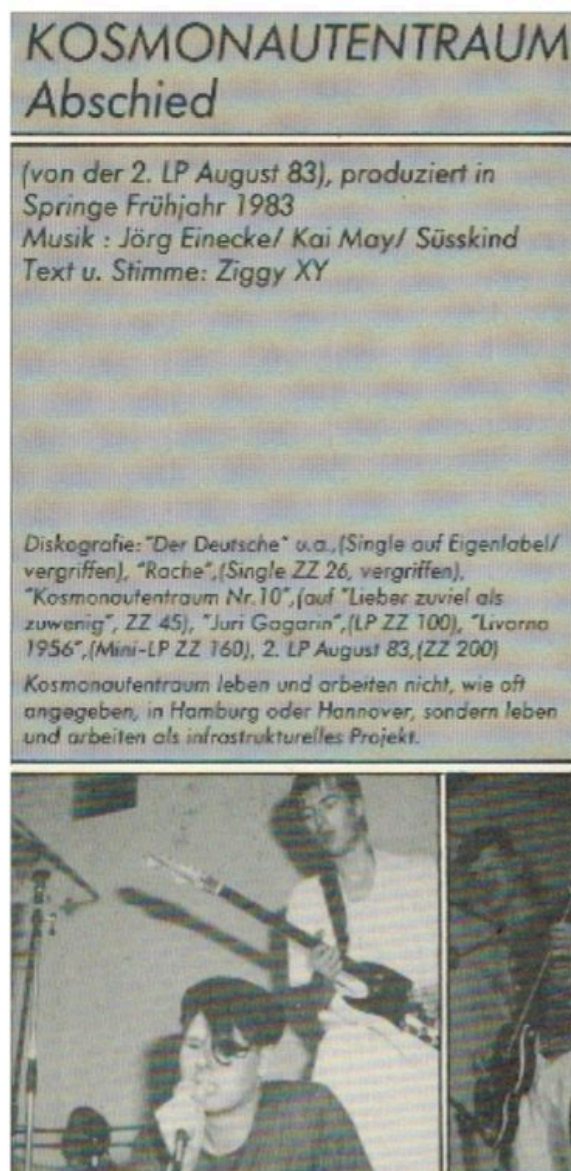 KOSMONAUTENTRAUM
Abschied
(von der 2. LP August 83), produziert in
Springe Frühjahr 1983
Musik : Jörg Einecke/ Kai May/ Süsskind
Text u. Stimme: Ziggy XY
Diskografie: "Der Deutsche" u.a.,(Single auf Eigenlabel/
vergriffen), "Rache",(Single ZZ 26, vergriffen),
"Kosmonautentraum Nr.10",(auf "Lieber zuviel als
zuwenig", ZZ 45), "Juri Gagarin",(LP ZZ 100), "Livorno
1956",(Mini-LP ZZ 160), 2. LP August 83,(ZZ 200)
Kosmonautentraum leben und arbeiten nicht, wie oft
angegeben, in Hamburg oder Hannover, sondern leben
und arbeiten als infrastrukturelles Projekt.